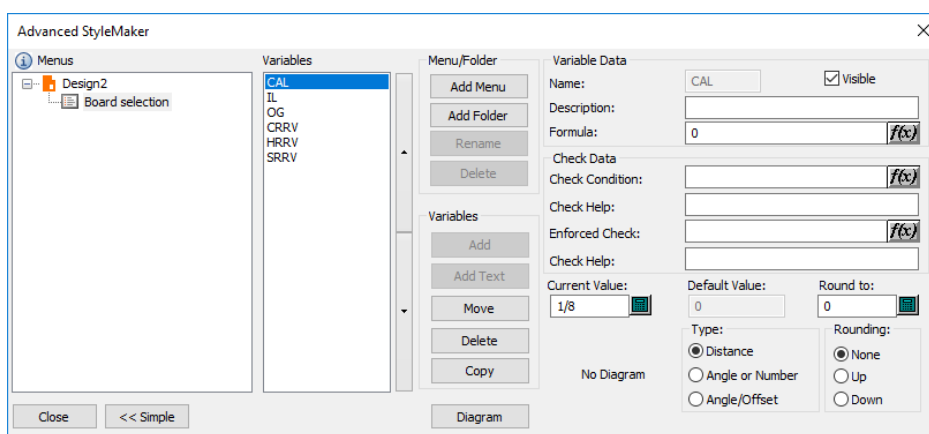 Advanced StyleMaker
Menus
Design2
Board selection
Variables
CAL
IL
OG
CRRV
HRRV
SRRV
Menu/Folder
Add Menu
Add Folder
Rename
Delete
Variables
Add
Add Text
Move
Delete
Copy
Variable Data
Name: CAL Visible
Description:
Formula: 0 f(x)
Check Data
Check Condition: f(x)
Check Help:
Enforced Check: f(x)
Check Help:
Current Value: Default Value: Round to:
1/8 0 0
No Diagram
Type:
Distance
Angle or Number
Angle/Offset
Rounding:
None
Up
Down
Close << Simple Diagram